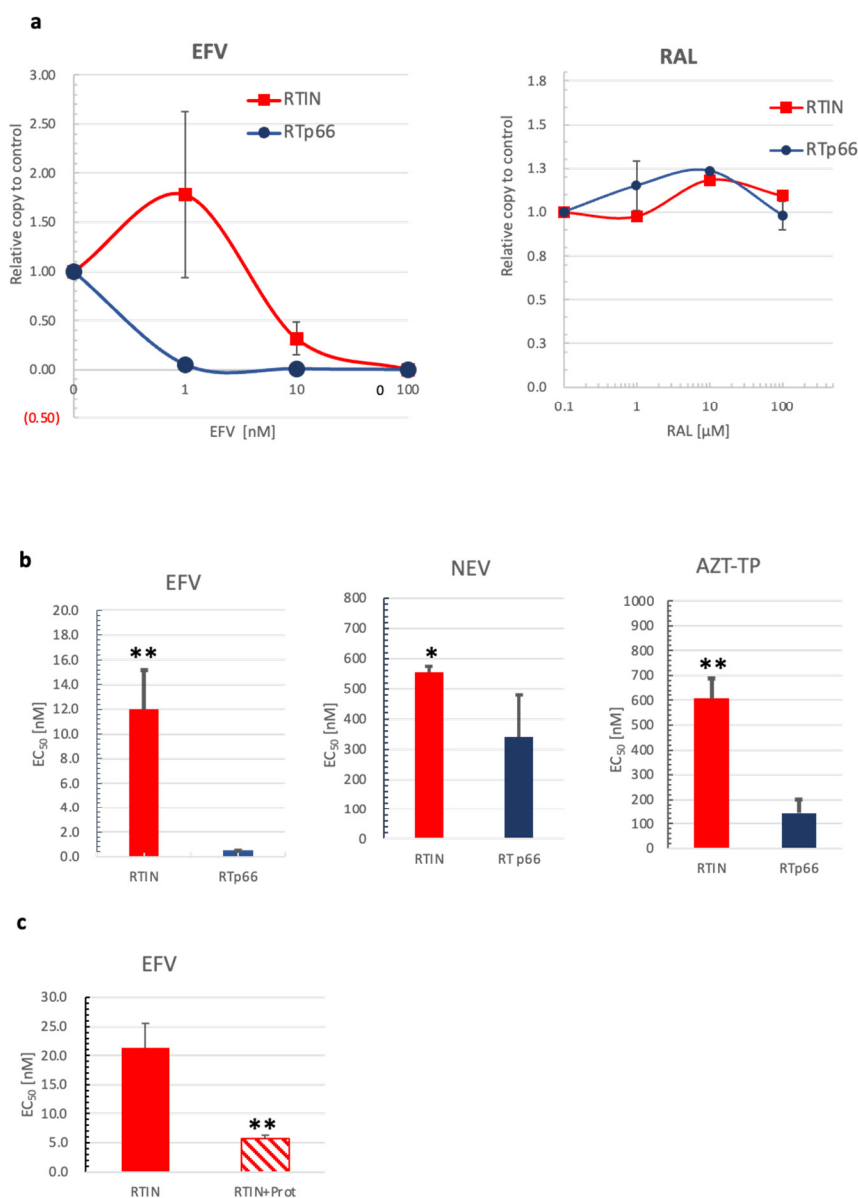 a
EFV
3.00
2.50
2.00
1.50
1.00
0.50
0.00
(0.50)
Relative copy to control
RTIN
RTp66
0 1 10 0 100
EFV [nM]
RAL
1.8
1.5
1.3
1.0
0.8
0.5
0.3
0.0
Relative copy to control
RTIN
RTp66
0.1 1 10 100
RAL [µM]
b
EFV
20.0
18.0
16.0
14.0
12.0
10.0
8.0
6.0
4.0
2.0
0.0
EC50 [nM]
**
RTIN RTp66
NEV
800
700
600
500
400
300
200
100
0
EC50 [nM]
*
RTIN RT p66
AZT-TP
1000
900
800
700
600
500
400
300
200
100
0
EC50 [nM]
**
RTIN RTp66
c
EFV
30.0
25.0
20.0
15.0
10.0
5.0
0.0
EC50 [nM]
**
RTIN RTIN+Prot